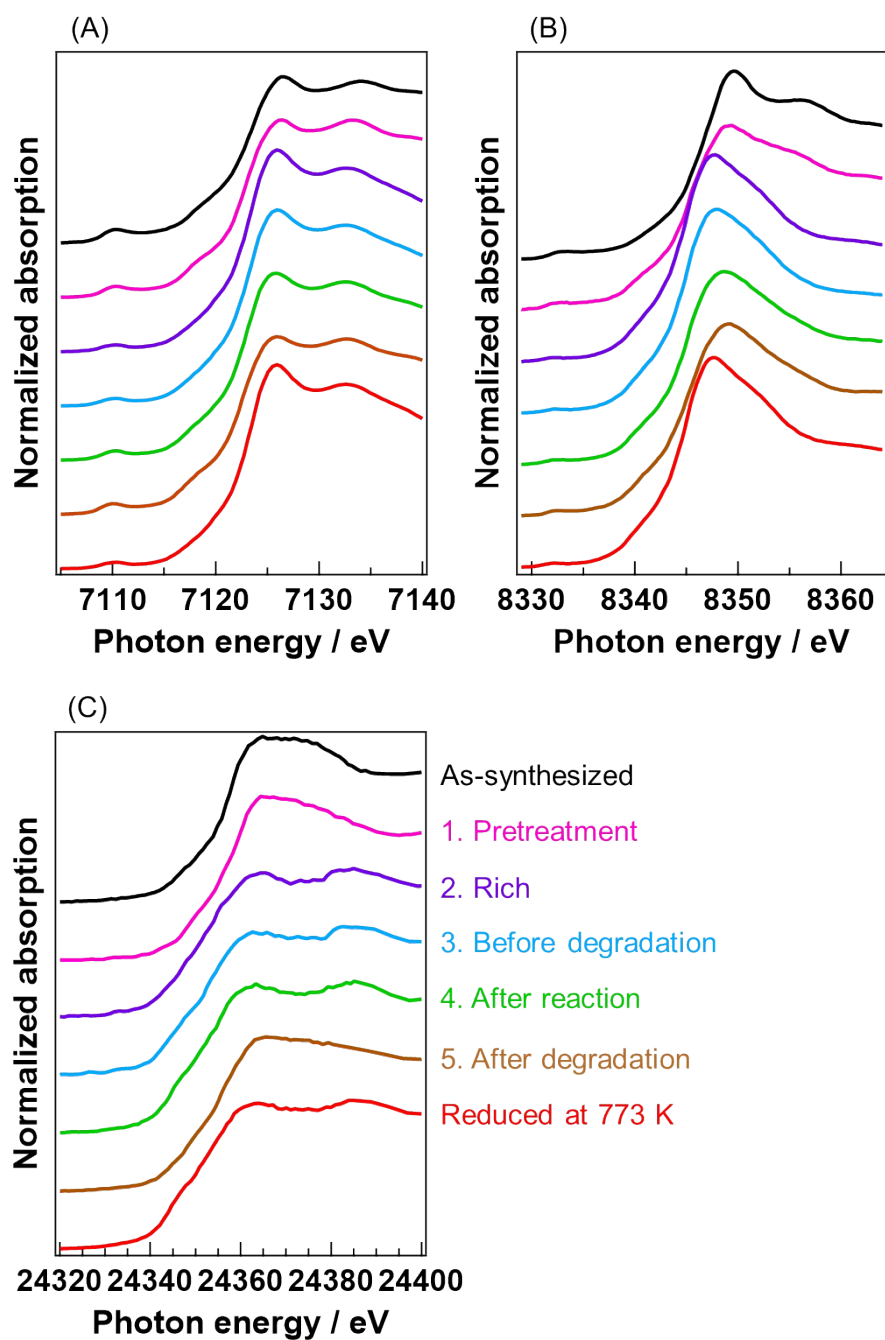 (A)
(B)
Normalized absorption
Normalized absorption
7110 7120 7130 7140
8330 8340 8350 8360
Photon energy / eV
Photon energy / eV
(C)
Normalized absorption
As-synthesized
1. Pretreatment
2. Rich
3. Before degradation
4. After reaction
5. After degradation
Reduced at 773 K
24320 24340 24360 24380 24400
Photon energy / eV